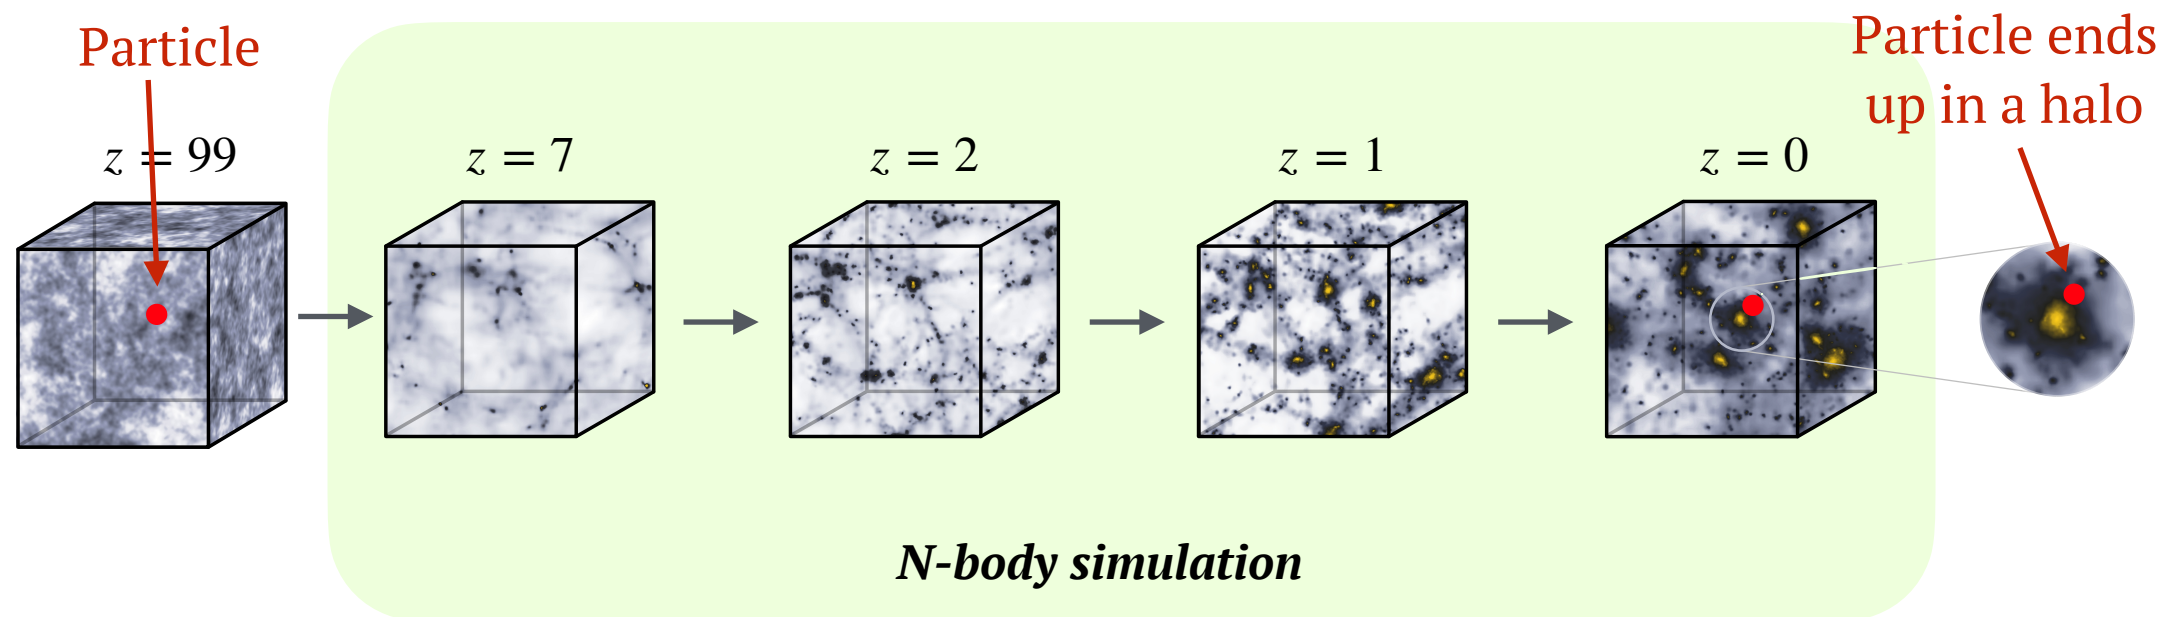 Particle
Particle ends
up in a halo
z = 99
z = 7
z = 2
z = 1
z = 0
N-body simulation